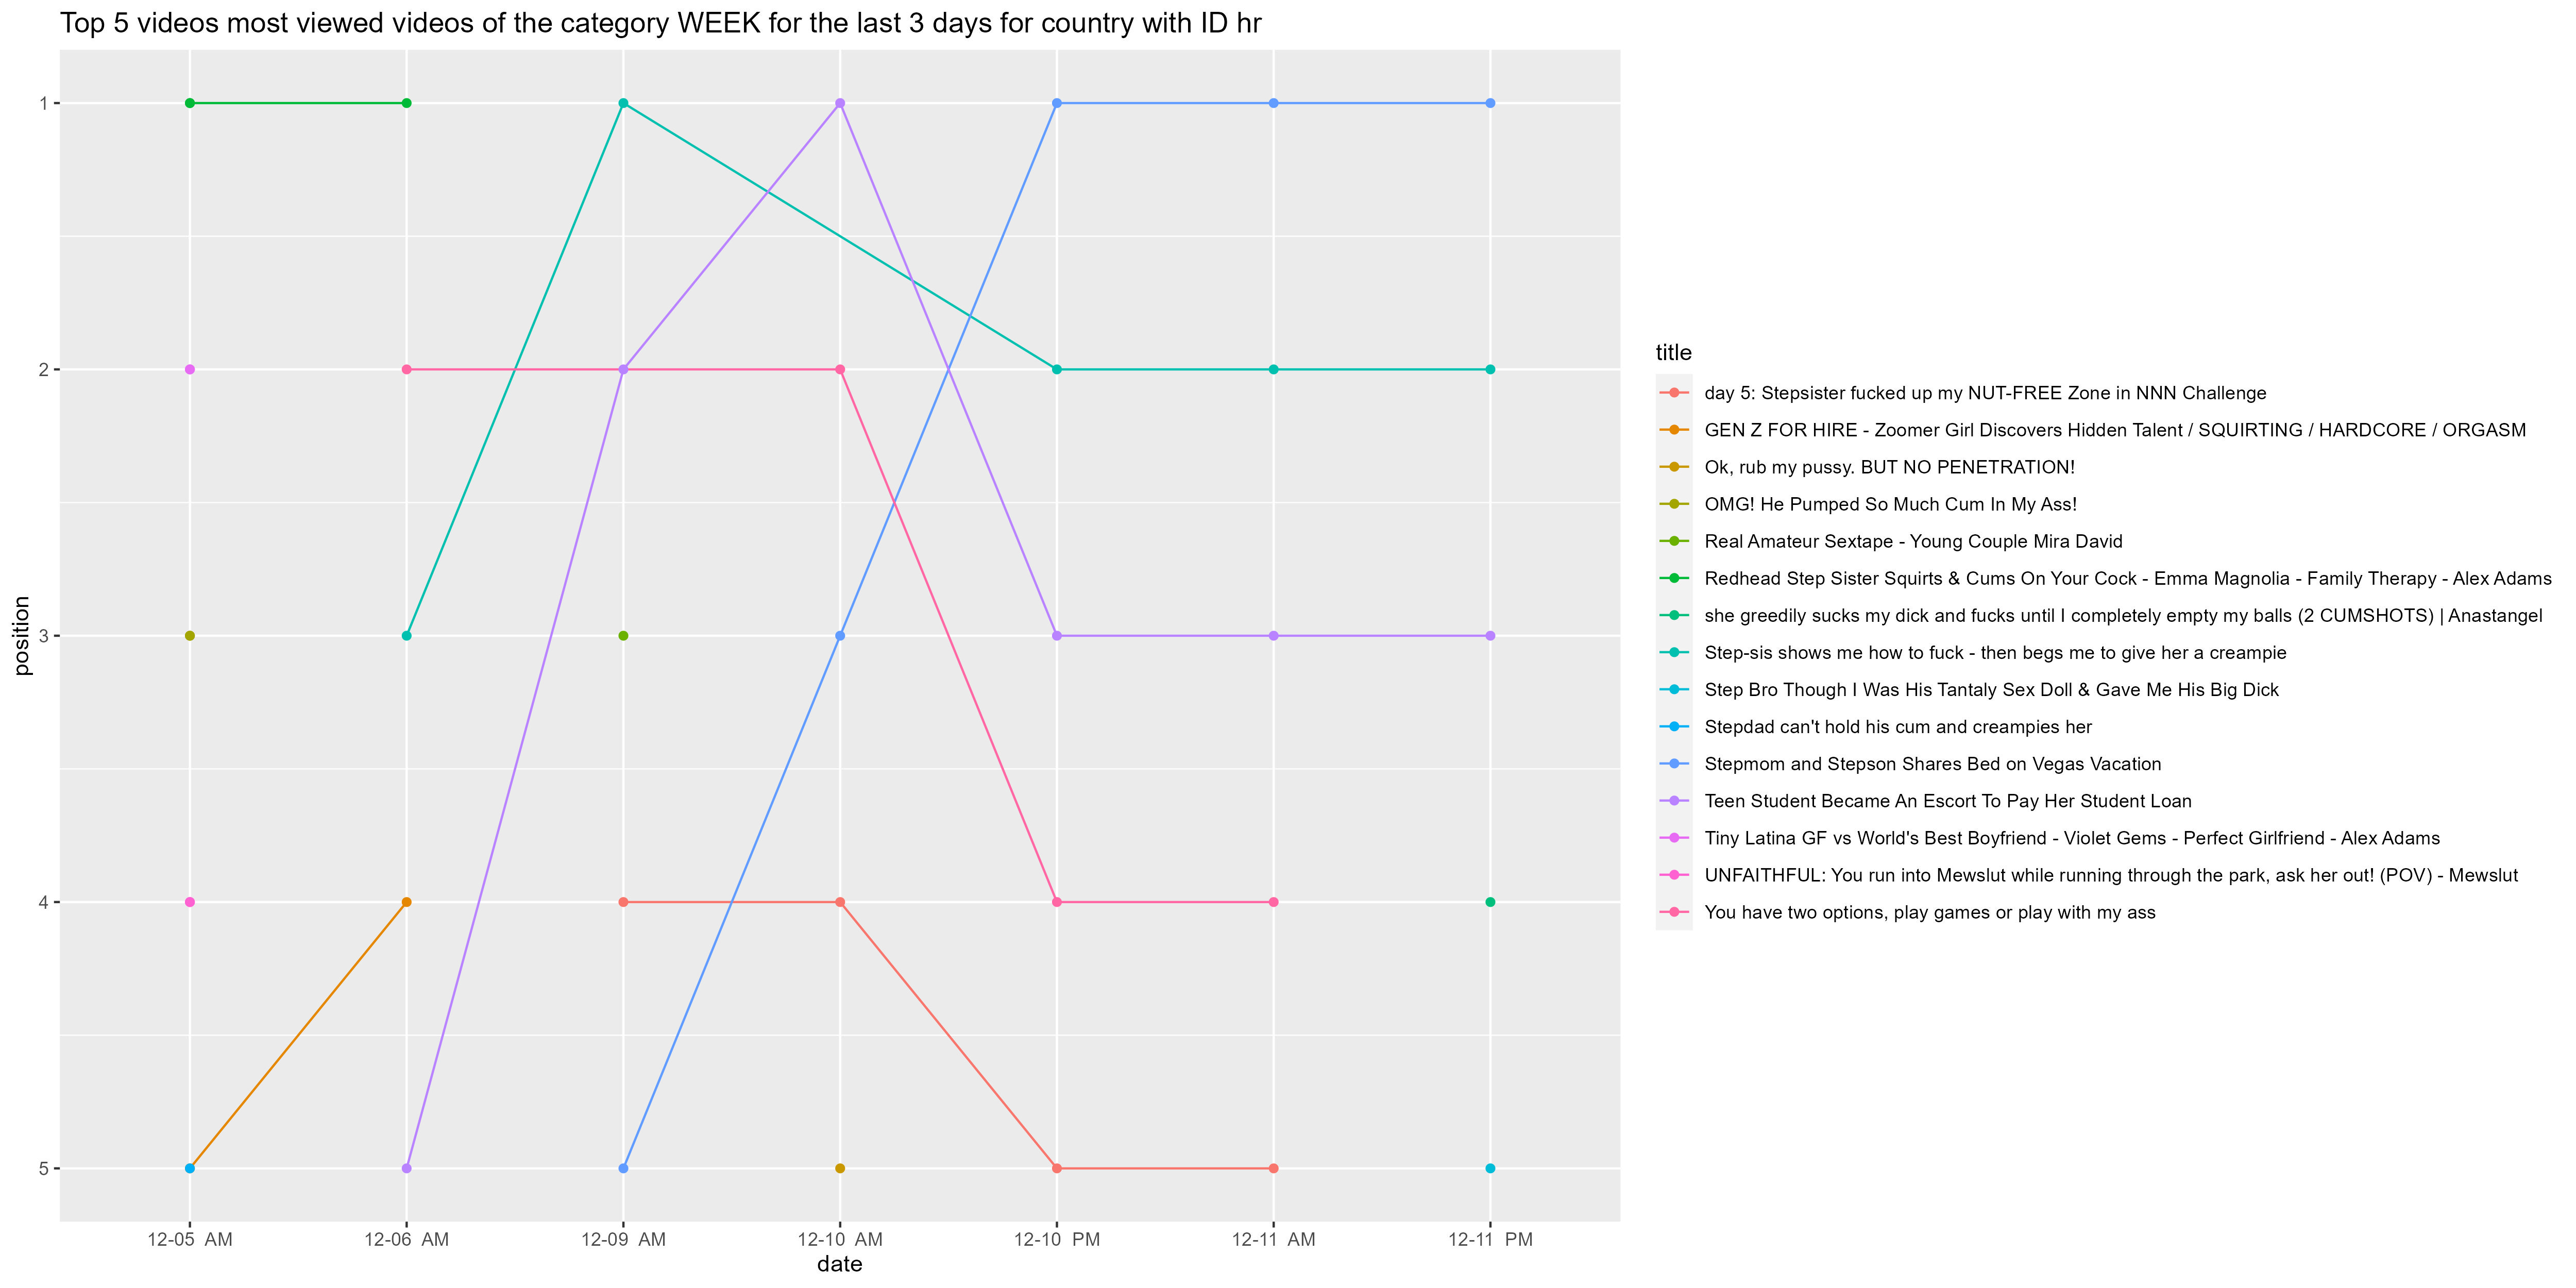 Top 5 videos most viewed videos of the category WEEK for the last 3 days for country with ID hr
position
1
2
3
4
5
12-05 AM
12-06 AM
12-09 AM
12-10 AM
12-10 PM
12-11 AM
12-11 PM
date
title
day 5: Stepsister fucked up my NUT-FREE Zone in NNN Challenge
GEN Z FOR HIRE - Zoomer Girl Discovers Hidden Talent / SQUIRTING / HARDCORE / ORGASM
Ok, rub my pussy. BUT NO PENETRATION!
OMG! He Pumped So Much Cum In My Ass!
Real Amateur Sextape - Young Couple Mira David
Redhead Step Sister Squirts & Cums On Your Cock - Emma Magnolia - Family Therapy - Alex Adams
she greedily sucks my dick and fucks until I completely empty my balls (2 CUMSHOTS) | Anastangel
Step-sis shows me how to fuck - then begs me to give her a creampie
Step Bro Though I Was His Tantaly Sex Doll & Gave Me His Big Dick
Stepdad can't hold his cum and creampies her
Stepmom and Stepson Shares Bed on Vegas Vacation
Teen Student Became An Escort To Pay Her Student Loan
Tiny Latina GF vs World's Best Boyfriend - Violet Gems - Perfect Girlfriend - Alex Adams
UNFAITHFUL: You run into Mewslut while running through the park, ask her out! (POV) - Mewslut
You have two options, play games or play with my ass